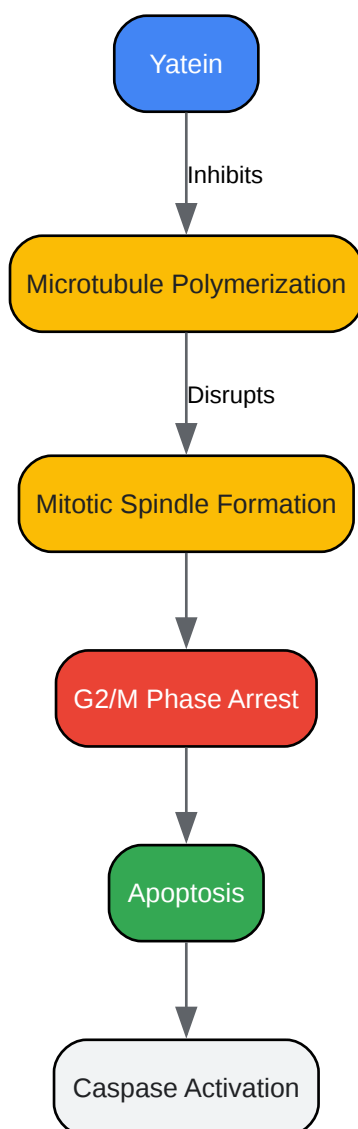 Yatein
Inhibits
Microtubule Polymerization
Disrupts
Mitotic Spindle Formation
G2/M Phase Arrest
Apoptosis
Caspase Activation